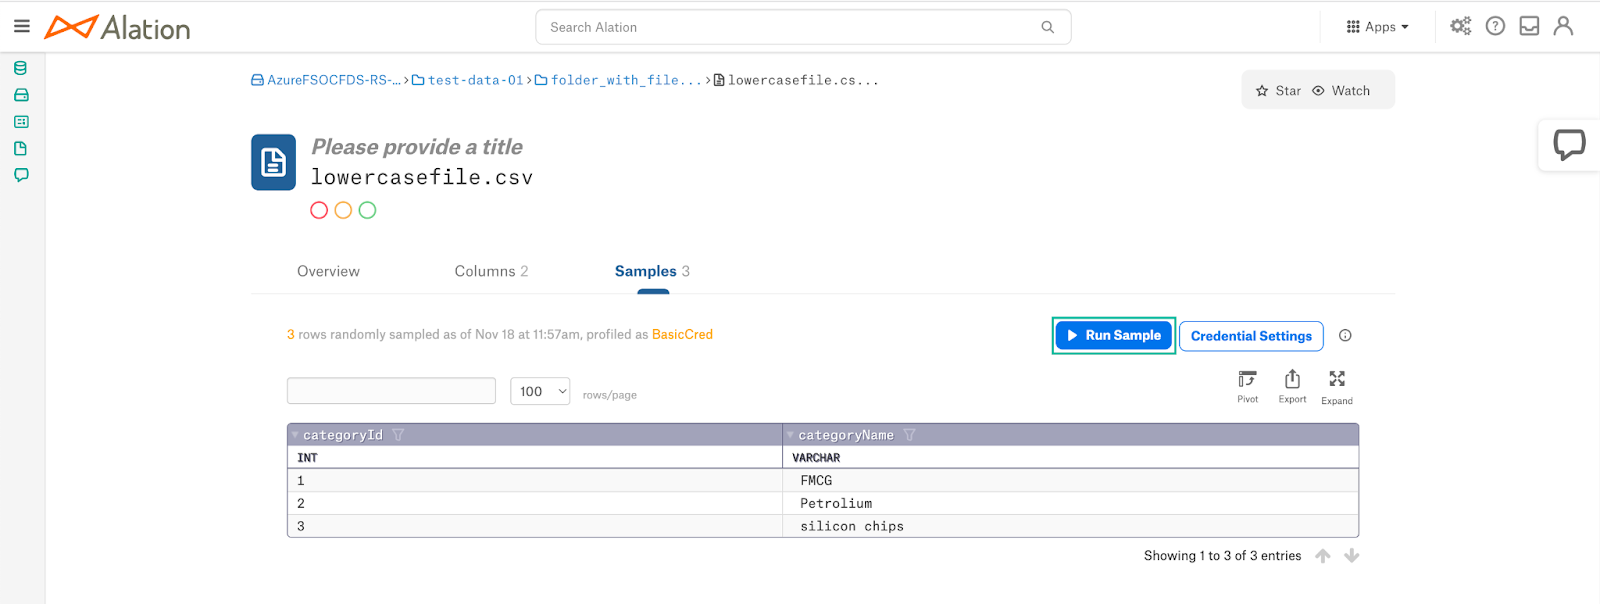 Alation
Search Alation
Apps
AzureFSOCFDS-RS-... > test-data-01 > folder_with_file... > lowercasefile.cs...
Star Watch
Please provide a title
lowercasefile.csv
Overview Columns 2 Samples 3
3 rows randomly sampled as of Nov 18 at 11:57am, profiled as BasicCred
Run Sample Credential Settings
100 rows/page
Pivot Export Expand
categoryId categoryName
INT VARCHAR
1 FMCG
2 Petrolium
3 silicon chips
Showing 1 to 3 of 3 entries